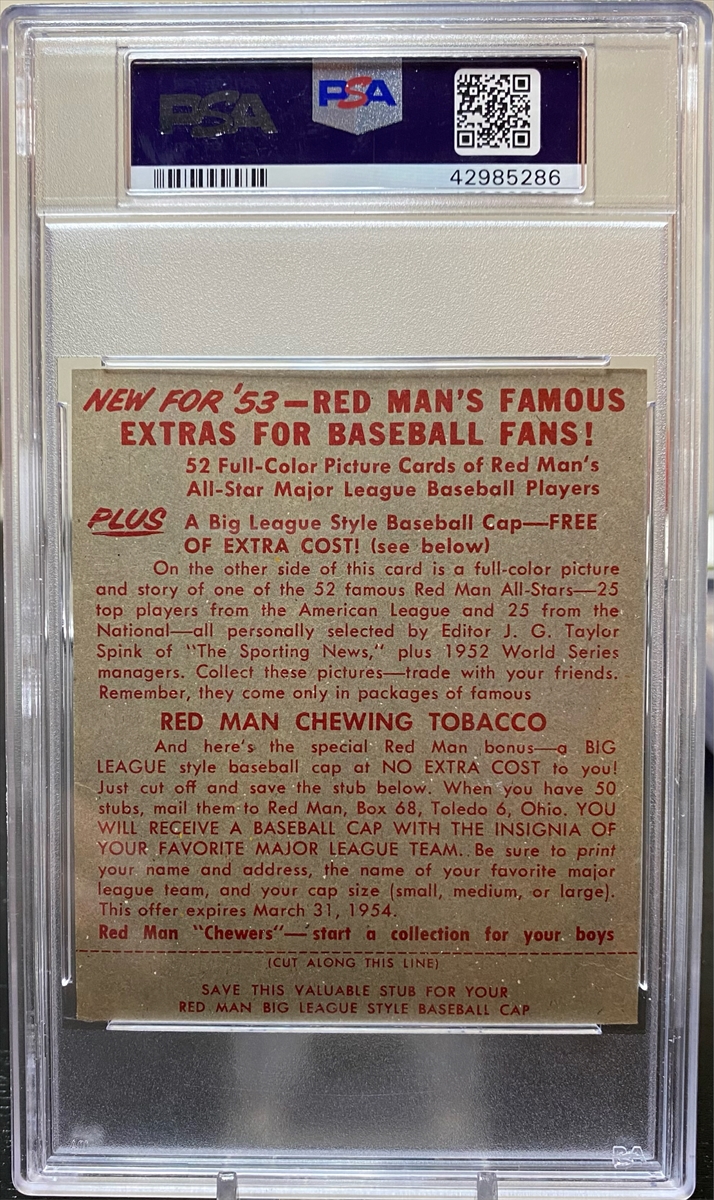 PSA PSA
42985286
NEW FOR '53—RED MAN'S FAMOUS
EXTRAS FOR BASEBALL FANS!
52 Full-Color Picture Cards of Red Man's
All-Star Major League Baseball Players
PLUS A Big League Style Baseball Cap—FREE
OF EXTRA COST! (see below)
On the other side of this card is a full-color picture
and story of one of the 52 famous Red Man All-Stars—25
top players from the American League and 25 from the
National—all personally selected by Editor J. G. Taylor
Spink of "The Sporting News," plus 1952 World Series
managers. Collect these pictures—trade with your friends.
Remember, they come only in packages of famous
RED MAN CHEWING TOBACCO
And here's the special Red Man bonus—a BIG
LEAGUE style baseball cap at NO EXTRA COST to you!
Just cut off and save the stub below. When you have 50
stubs, mail them to Red Man, Box 68, Toledo 6, Ohio. YOU
WILL RECEIVE A BASEBALL CAP WITH THE INSIGNIA OF
YOUR FAVORITE MAJOR LEAGUE TEAM. Be sure to print
your name and address, the name of your favorite major
league team, and your cap size (small, medium, or large).
This offer expires March 31, 1954.
Red Man "Chewers"—start a collection for your boys
(CUT ALONG THIS LINE)
SAVE THIS VALUABLE STUB FOR YOUR
RED MAN BIG LEAGUE STYLE BASEBALL CAP